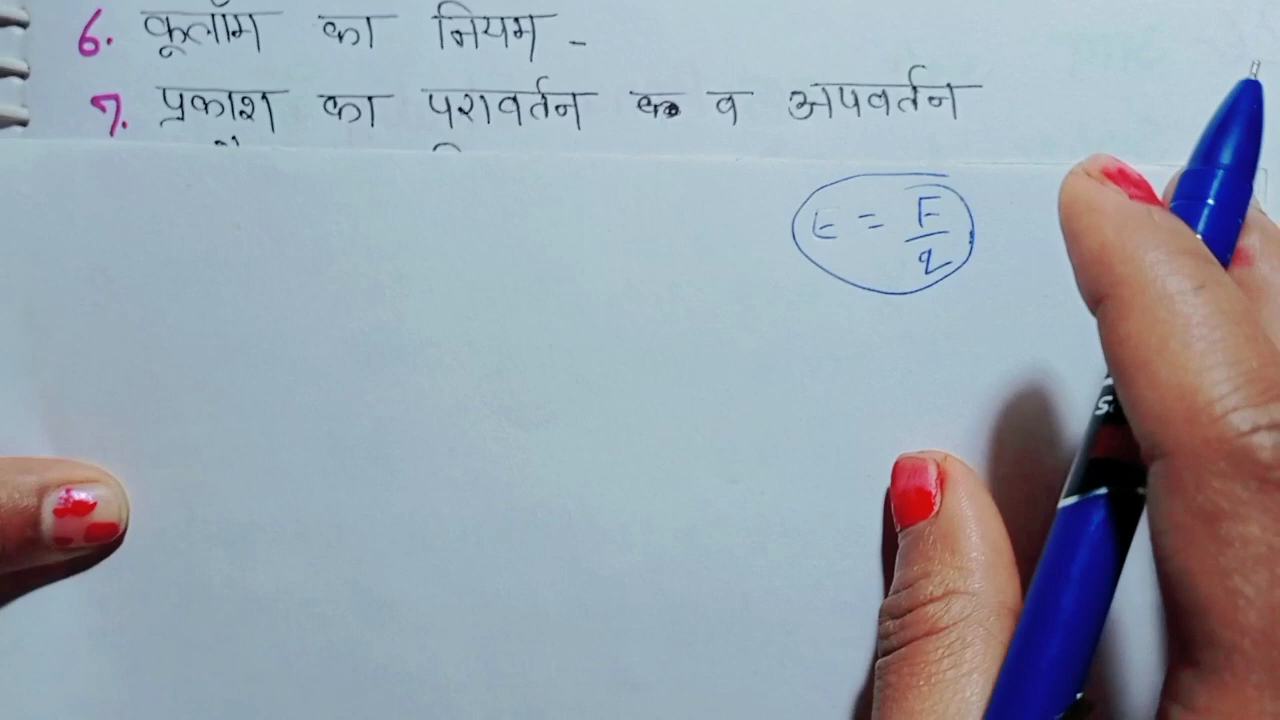 6. कूलॉम का नियम -
7. प्रकाश का परावर्तन व अपवर्तन
E = F/q